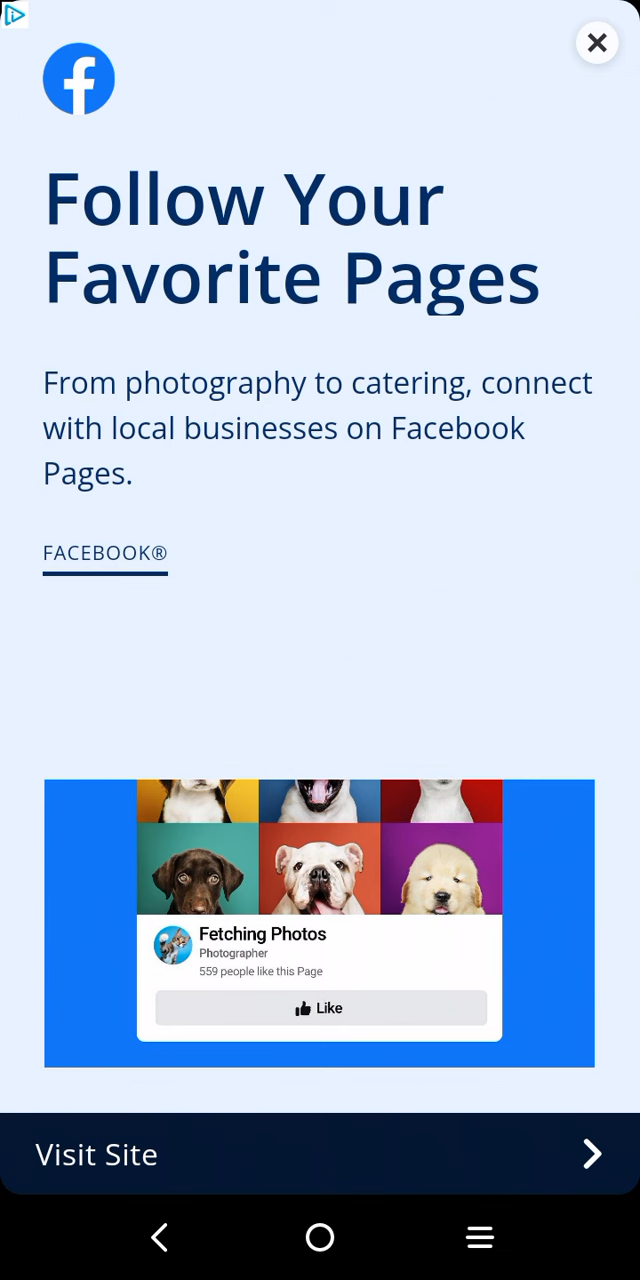 Follow Your
Favorite Pages
From photography to catering, connect
with local businesses on Facebook
Pages.
FACEBOOK®
Fetching Photos
Photographer
559 people like this Page
Like
Visit Site